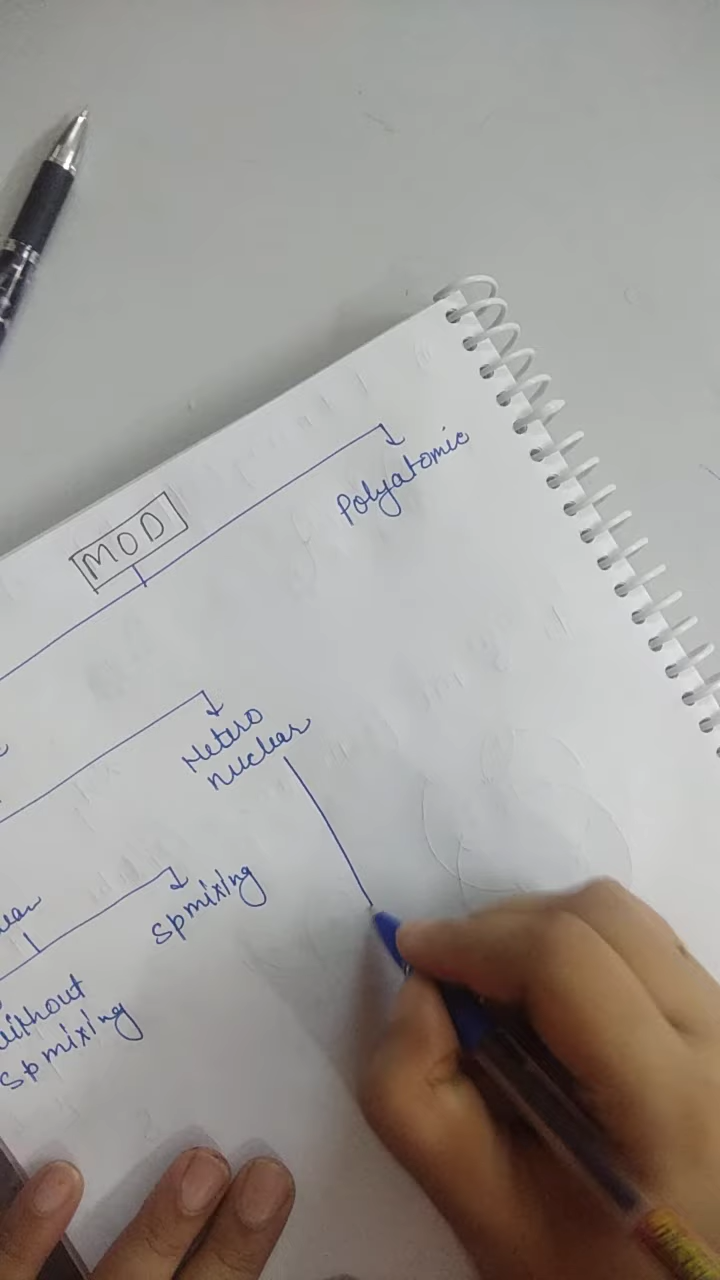 MOD
Polyatomic
Hetero
nuclear
sp mixing
without
sp mixing